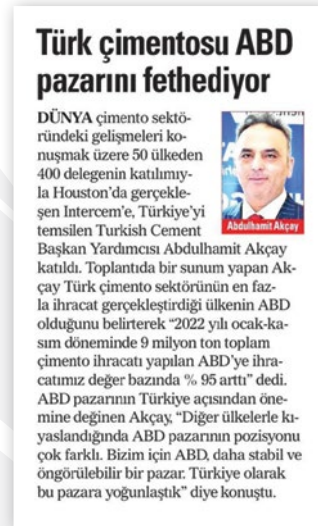 Türk çimentosu ABD
pazarını fethediyor
DÜNYA çimento sektö-
ründeki gelişmeleri ko-
nuşmak üzere 50 ülkeden
400 delegenin katılımıy-
la Houston’da gerçekle-
şen Intercem’e, Türkiye’yi
temsilen Turkish Cement
Başkan Yardımcısı Abdulhamit Akçay
katıldı. Toplantıda bir sunum yapan Ak-
çay Türk çimento sektörünün en faz-
la ihracat gerçekleştirdiği ülkenin ABD
olduğunu belirterek “2022 yılı ocak-ka-
sım döneminde 9 milyon ton toplam
çimento ihracatı yapılan ABD’ye ihra-
catımız değer bazında % 95 arttı” dedi.
ABD pazarının Türkiye açısından öne-
mine değinen Akçay, “Diğer ülkelerle kı-
yaslandığında ABD pazarının pozisyonu
çok farklı. Bizim için ABD, daha stabil ve
öngörülebilir bir pazar. Türkiye olarak
bu pazara yoğunlaştık” diye konuştu.
Abdulhamit Akçay